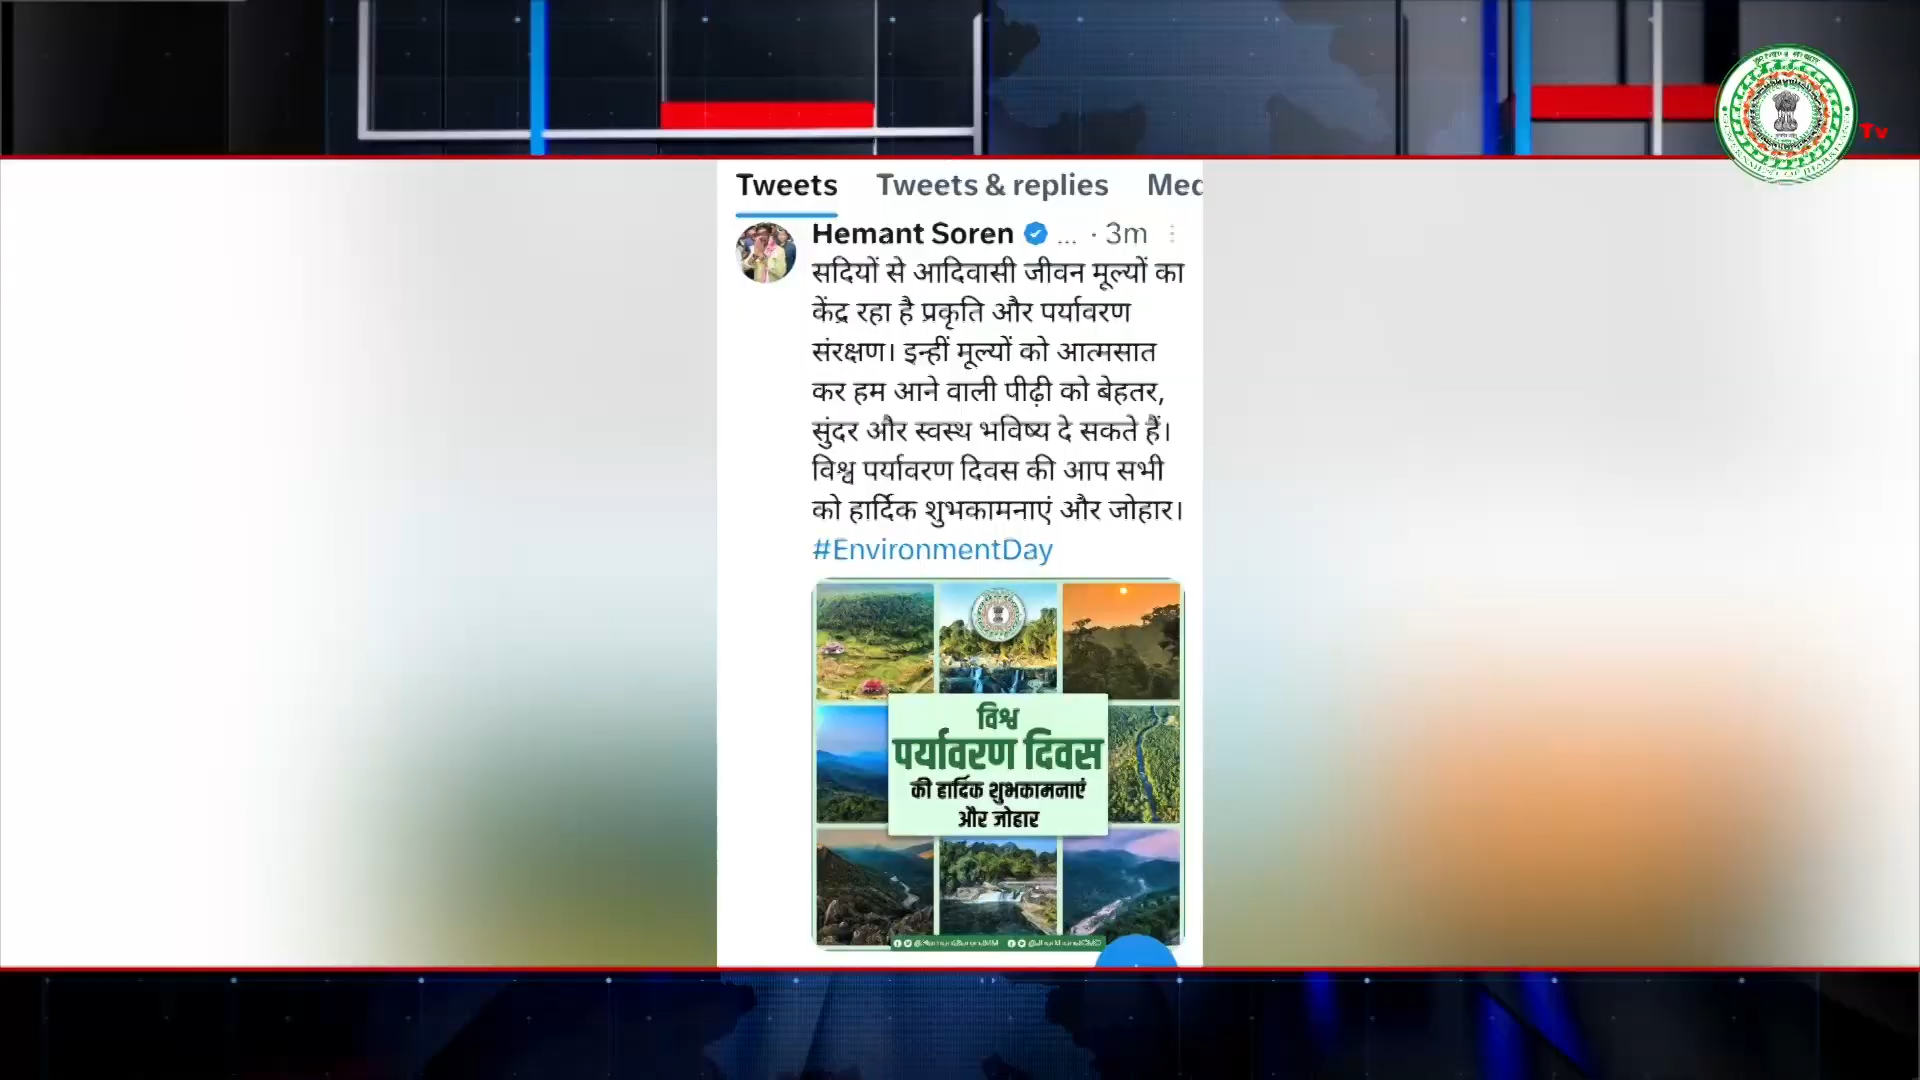 Tv
Tweets Tweets & replies Med
Hemant Soren ... · 3m
सदियों से आदिवासी जीवन मूल्यों का
केंद्र रहा है प्रकृति और पर्यावरण
संरक्षण। इन्हीं मूल्यों को आत्मसात
कर हम आने वाली पीढ़ी को बेहतर,
सुंदर और स्वस्थ भविष्य दे सकते हैं।
विश्व पर्यावरण दिवस की आप सभी
को हार्दिक शुभकामनाएं और जोहार।
#EnvironmentDay
विश्व
पर्यावरण दिवस
की हार्दिक शुभकामनाएं
और जोहार